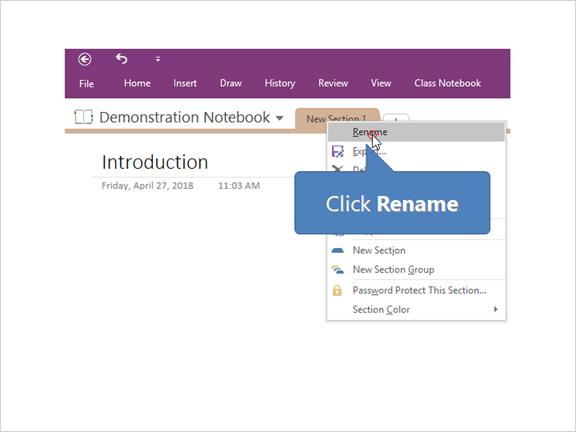 File Home Insert Draw History Review View Class Notebook
Demonstration Notebook New Section 1
Rename
Introduction
Friday, April 27, 2018 11:03 AM
Click Rename
New Section
New Section Group
Password Protect This Section...
Section Color